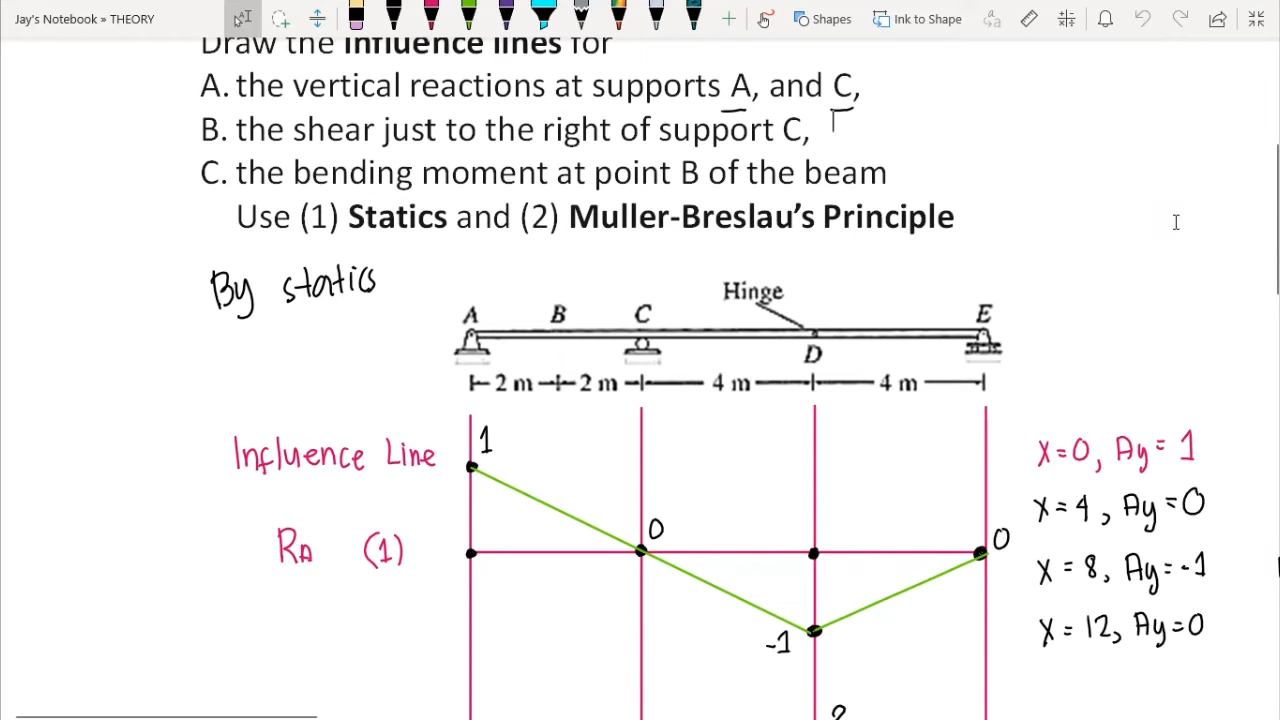 Jay's Notebook » THEORY
Shapes
Ink to Shape
Draw the influence lines for
A. the vertical reactions at supports A, and C,
B. the shear just to the right of support C,
C. the bending moment at point B of the beam
Use (1) Statics and (2) Muller-Breslau's Principle
By statics
Hinge
A B C E
D
2 m 2 m 4 m 4 m
1
Influence Line
x=0, Ay = 1
x = 4, Ay = 0
0
0
RA (1)
x = 8, Ay = -1
-1
x = 12, Ay = 0